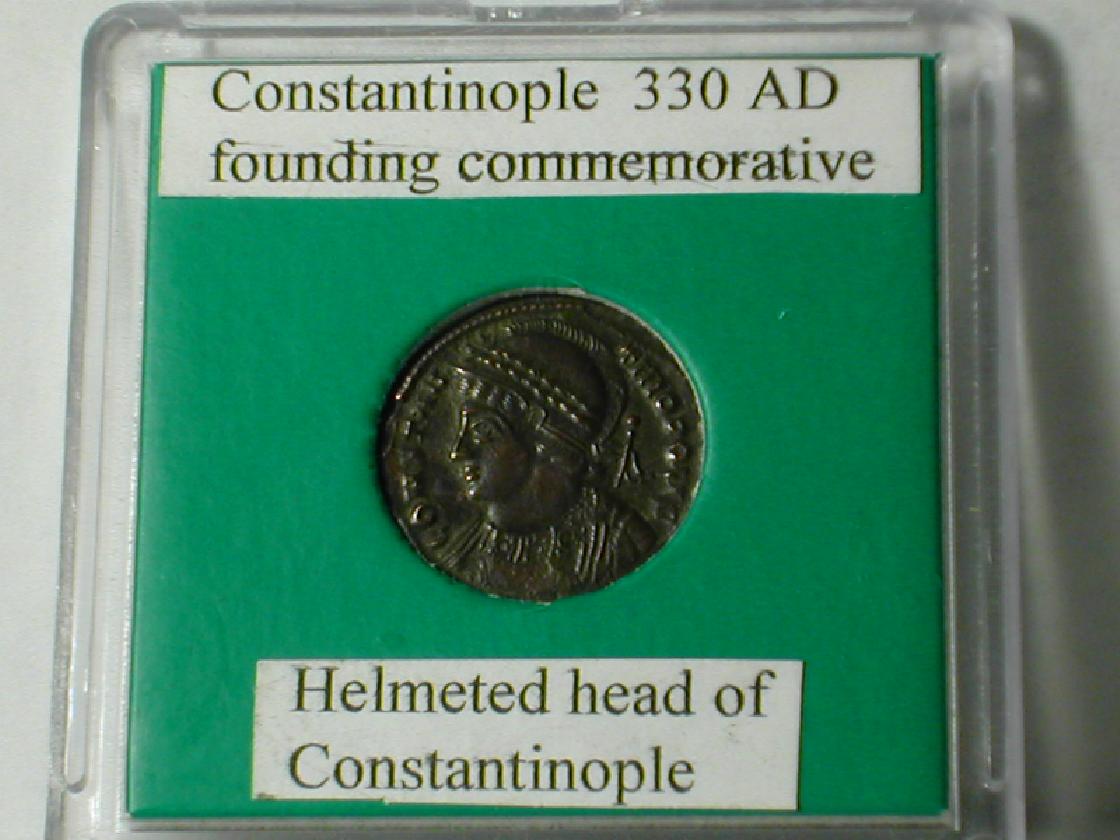 Constantinople 330 AD
founding commemorative
Helmeted head of
Constantinople